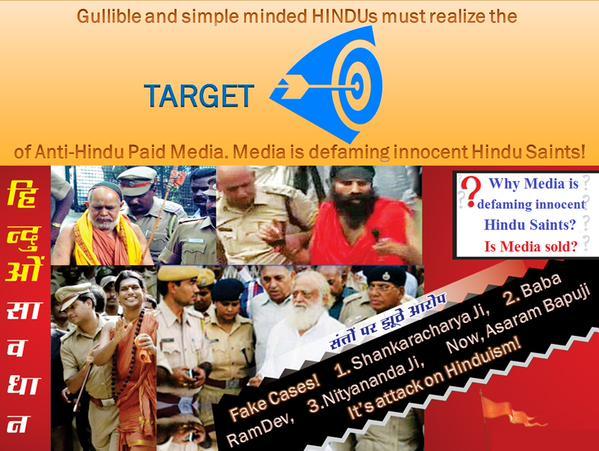 Gullible and simple minded HINDUs must realize the
TARGET
of Anti-Hindu Paid Media. Media is defaming innocent Hindu Saints!
हिन्दुओं सावधान
? Why Media is ?
? defaming innocent ?
Hindu Saints? ?
Is Media sold? ?
संतों पर झूठे आरोप
Fake Cases! 1. Shankaracharya Ji, 2. Baba
RamDev, 3.Nityananda Ji, Now, Asaram Bapuji
It's attack on Hinduism!